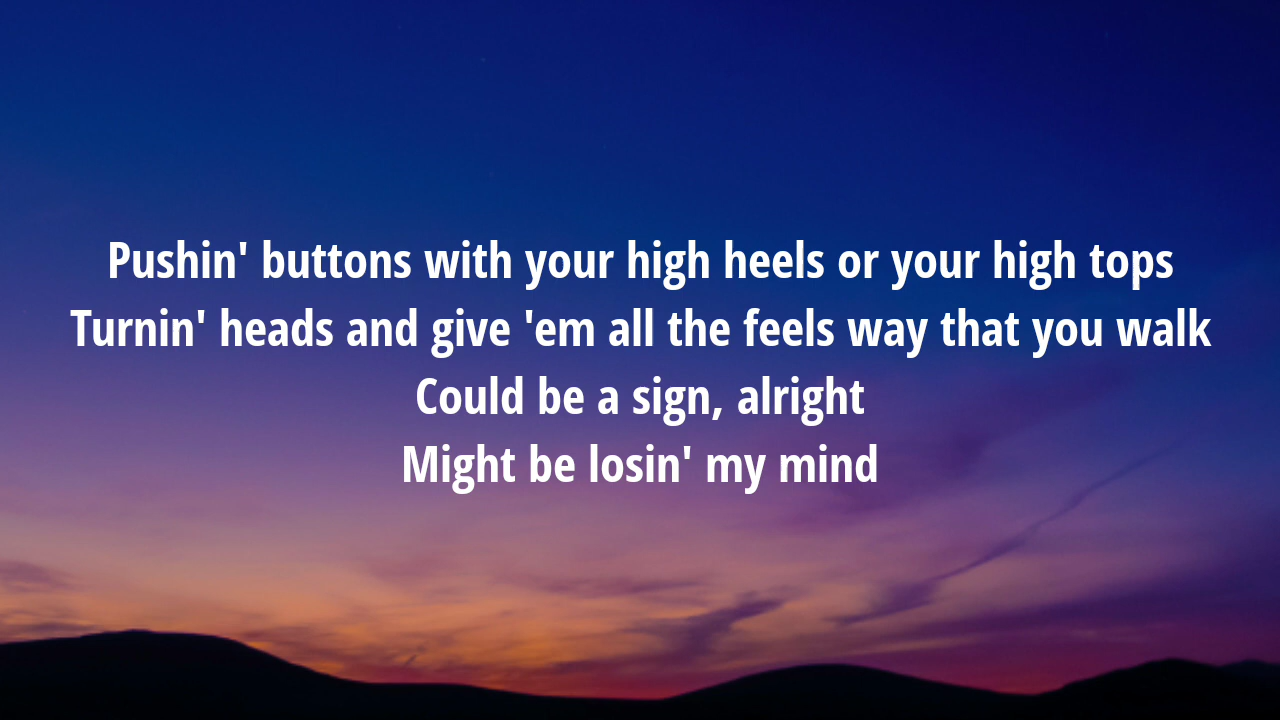 Pushin' buttons with your high heels or your high tops
Turnin' heads and give 'em all the feels way that you walk
Could be a sign, alright
Might be losin' my mind